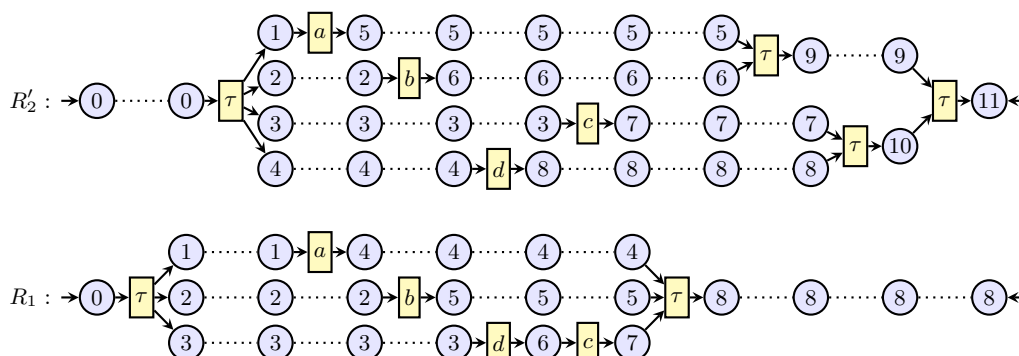 1 a 5 5 5 5 5
τ 9 9
2 2 b 6 6 6 6
R′₂ : 0 0 τ τ 11
3 3 3 3 c 7 7 7
τ 10
4 4 4 d 8 8 8 8
1 1 a 4 4 4 4
R₁ : 0 τ 2 2 2 b 5 5 5 τ 8 8 8 8
3 3 3 3 d 6 c 7